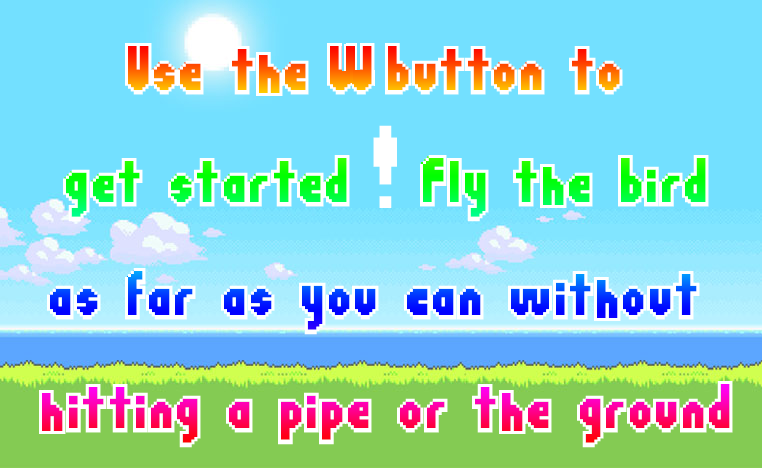 Use the W button to
get started! Fly the bird
as far as you can without
hitting a pipe or the ground